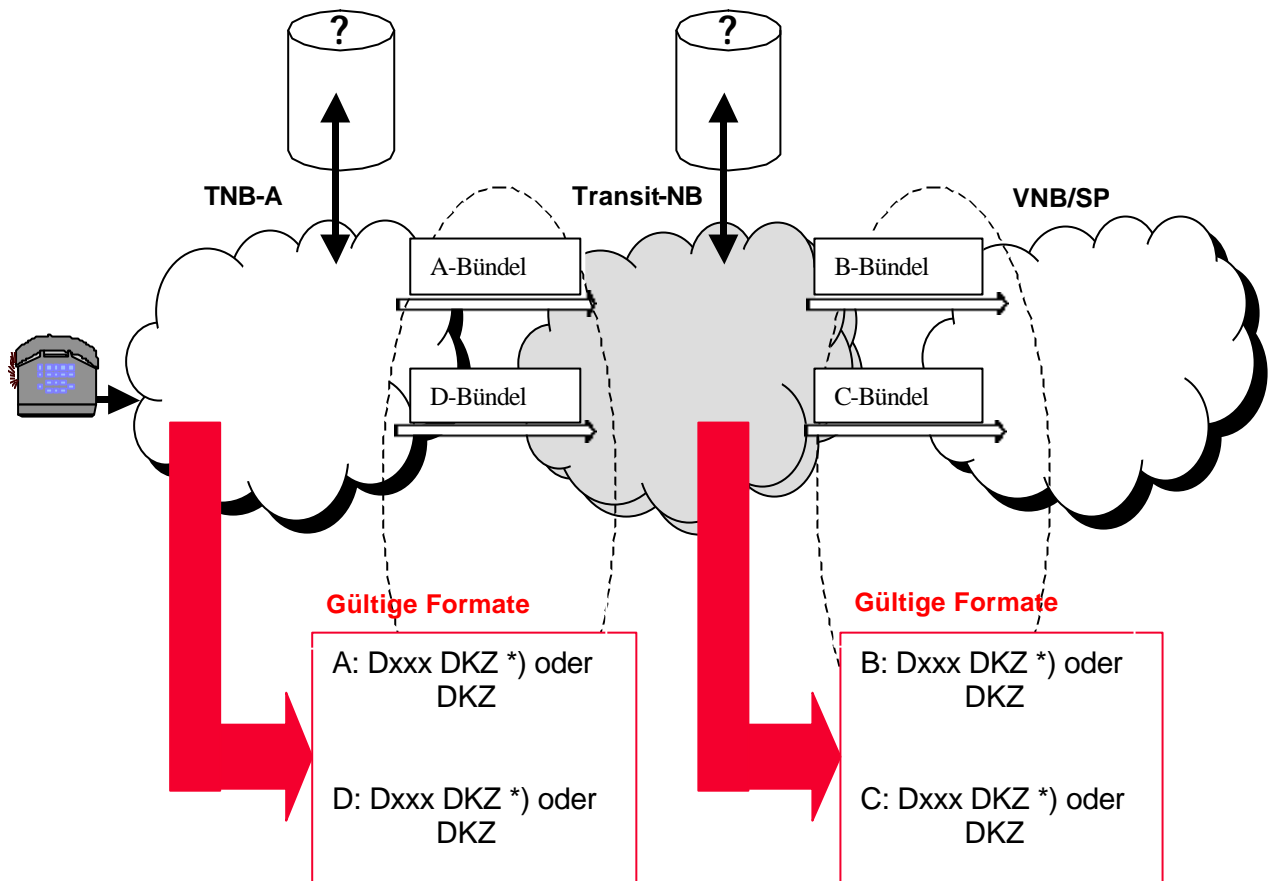 ?
?
TNB-A
Transit-NB
VNB/SP
A-Bündel
B-Bündel
D-Bündel
C-Bündel
Gültige Formate
A: Dxxx DKZ *) oder
DKZ
D: Dxxx DKZ *) oder
DKZ
Gültige Formate
B: Dxxx DKZ *) oder
DKZ
C: Dxxx DKZ *) oder
DKZ